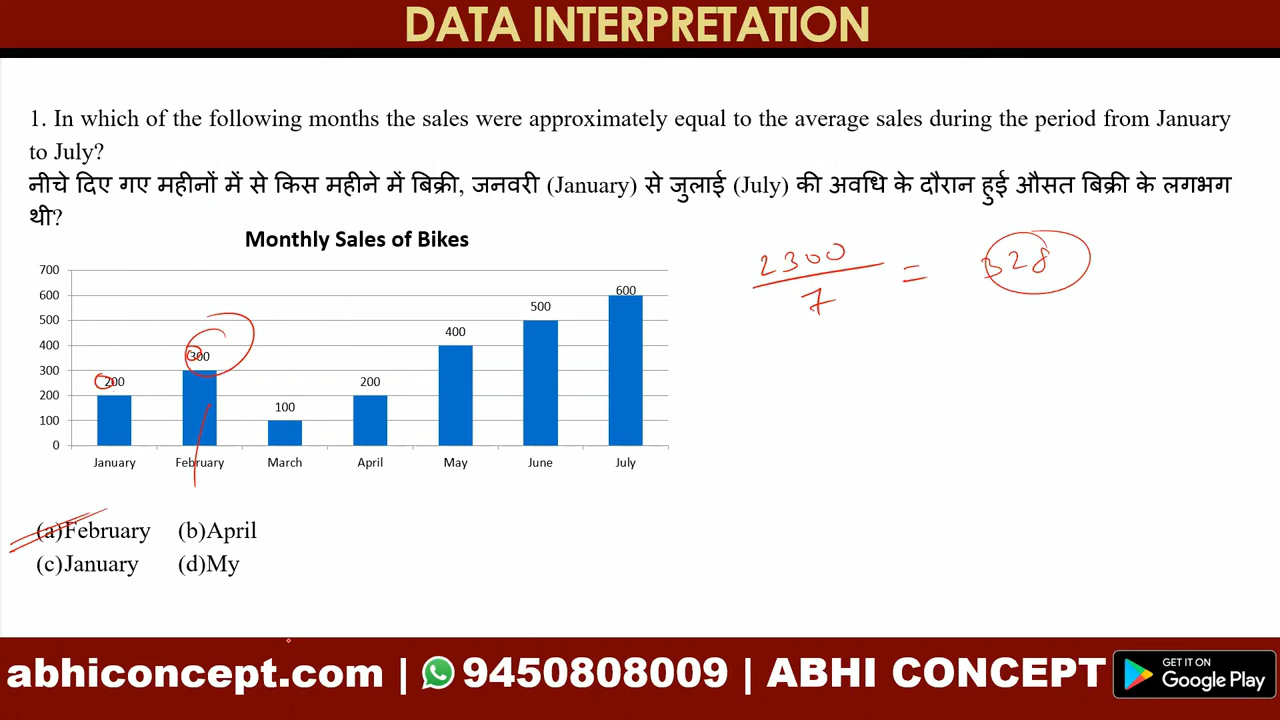 DATA INTERPRETATION
1. In which of the following months the sales were approximately equal to the average sales during the period from January
to July?
नीचे दिए गए महीनों में से किस महीने में बिक्री, जनवरी (January) से जुलाई (July) की अवधि के दौरान हुई औसत बिक्री के लगभग
थी?
Monthly Sales of Bikes
2300
7
= 328
700
600
500
400
300
200
100
0
200
300
100
200
400
500
600
January February March April May June July
(a)February (b)April
(c)January (d)My
abhiconcept.com | 9450808009 | ABHI CONCEPT
GET IT ON
Google Play